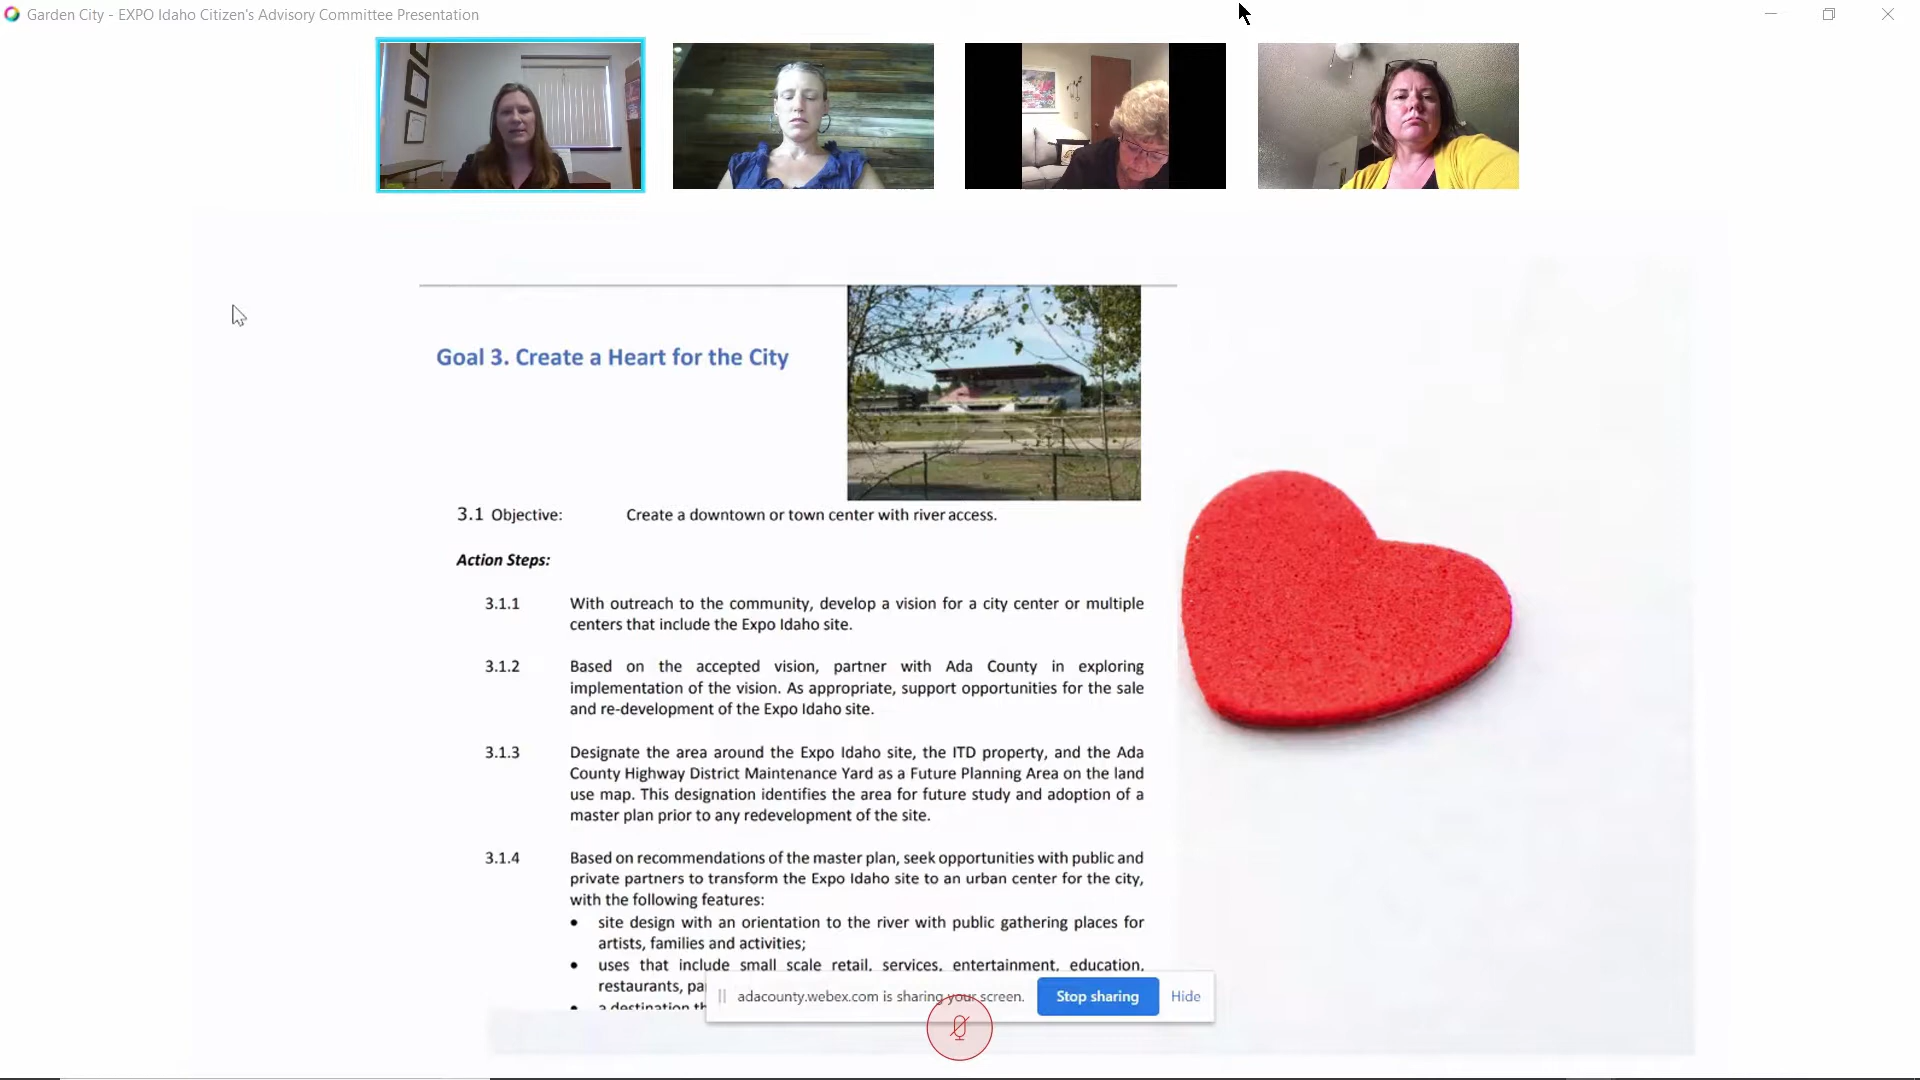 Garden City - EXPO Idaho Citizen's Advisory Committee Presentation
Goal 3. Create a Heart for the City
3.1 Objective: Create a downtown or town center with river access.
Action Steps:
3.1.1 With outreach to the community, develop a vision for a city center or multiple
centers that include the Expo Idaho site.
3.1.2 Based on the accepted vision, partner with Ada County in exploring
implementation of the vision. As appropriate, support opportunities for the sale
and re-development of the Expo Idaho site.
3.1.3 Designate the area around the Expo Idaho site, the ITD property, and the Ada
County Highway District Maintenance Yard as a Future Planning Area on the land
use map. This designation identifies the area for future study and adoption of a
master plan prior to any redevelopment of the site.
3.1.4 Based on recommendations of the master plan, seek opportunities with public and
private partners to transform the Expo Idaho site to an urban center for the city,
with the following features:
• site design with an orientation to the river with public gathering places for
artists, families and activities;
• uses that include small scale retail, services, entertainment, education,
restaurants,
• a destination
adacounty.webex.com is sharing your screen. Stop sharing Hide